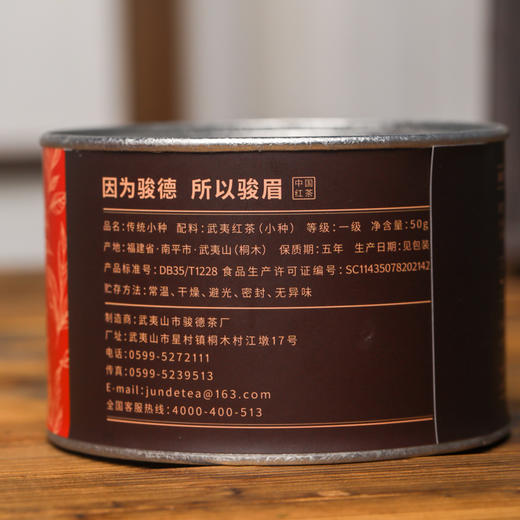 因为骏德 所以骏眉 中国红茶
品名:传统小种 配料:武夷红茶(小种) 等级:一级 净含量:50g
产地:福建省·南平市·武夷山(桐木) 保质期:五年 生产日期:见包装
产品标准号:DB35/T1228 食品生产许可证编号:SC11435078202142
贮存方法:常温、干燥、避光、密封、无异味
制造商:武夷山市骏德茶厂
厂址:武夷山市星村镇桐木村江墩17号
电话:0599-5272111
传真:0599-5239513
E-mail:jundetea@163.com
全国客服热线:4000-400-513